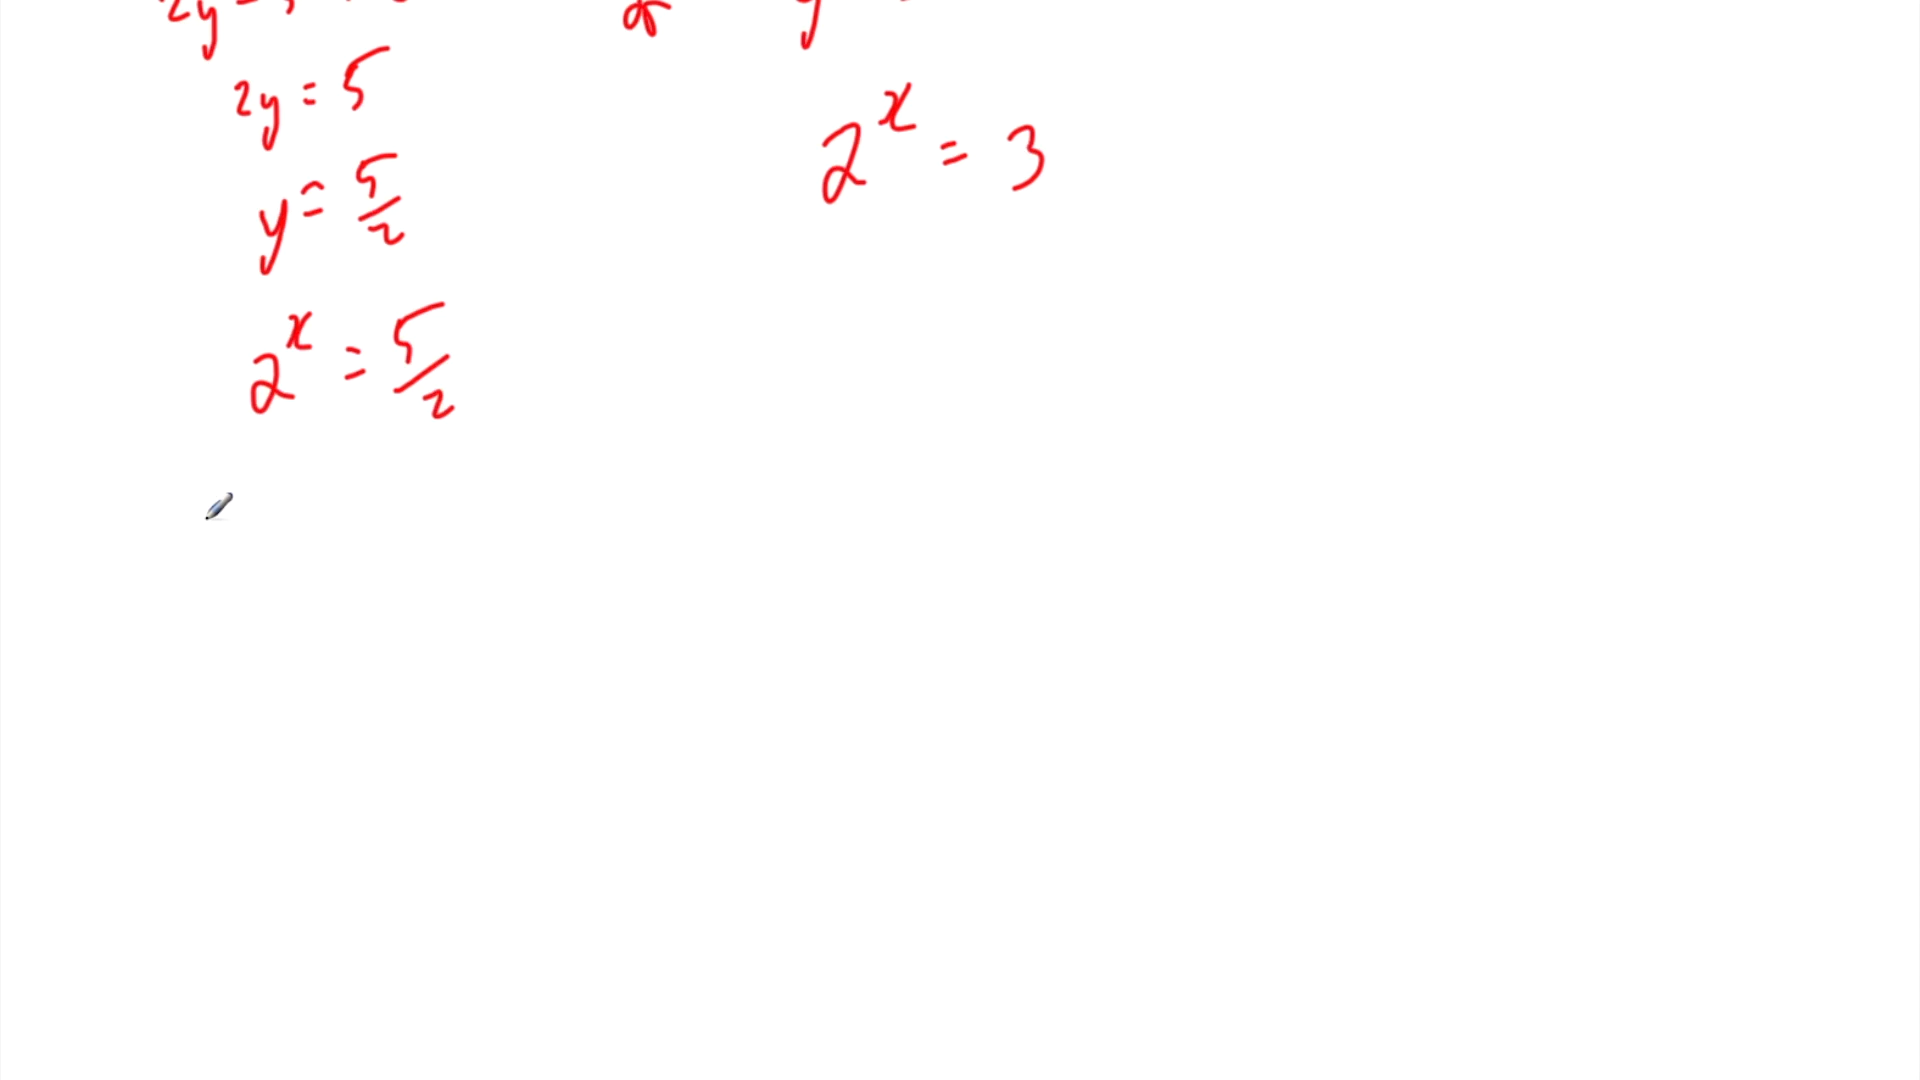 2y = 5
y = 5/2
2^x = 5/2
2^x = 3